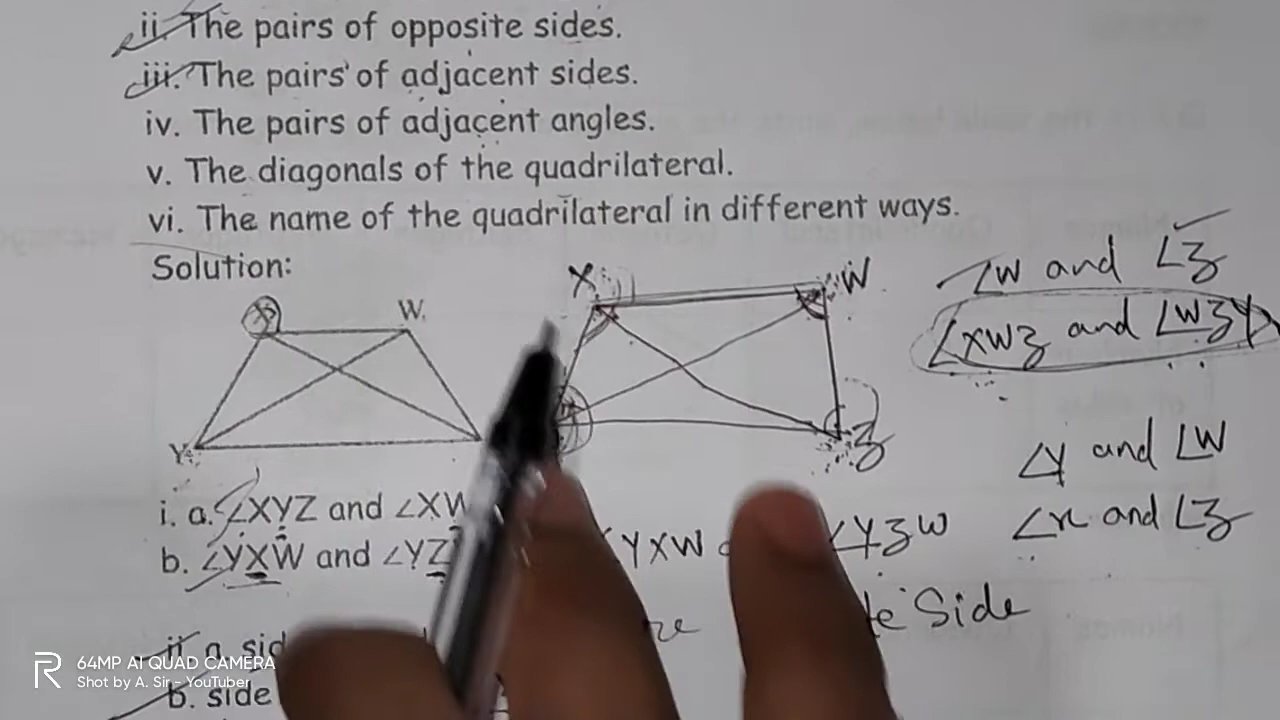 ii. The pairs of opposite sides.
iii. The pairs of adjacent sides.
iv. The pairs of adjacent angles.
v. The diagonals of the quadrilateral.
vi. The name of the quadrilateral in different ways.
Solution:
X W
Y
X W
Z
∠W and ∠Z
∠XWZ and ∠WZY
∠Y and ∠W
∠x and ∠Z
i. a. ∠XYZ and ∠XW
b. ∠YXW and ∠YZ
YXW ∠YZW
Side
ii. a. sid
b. side
64MP AI QUAD CAMERA
Shot by A. Sir - YouTuber